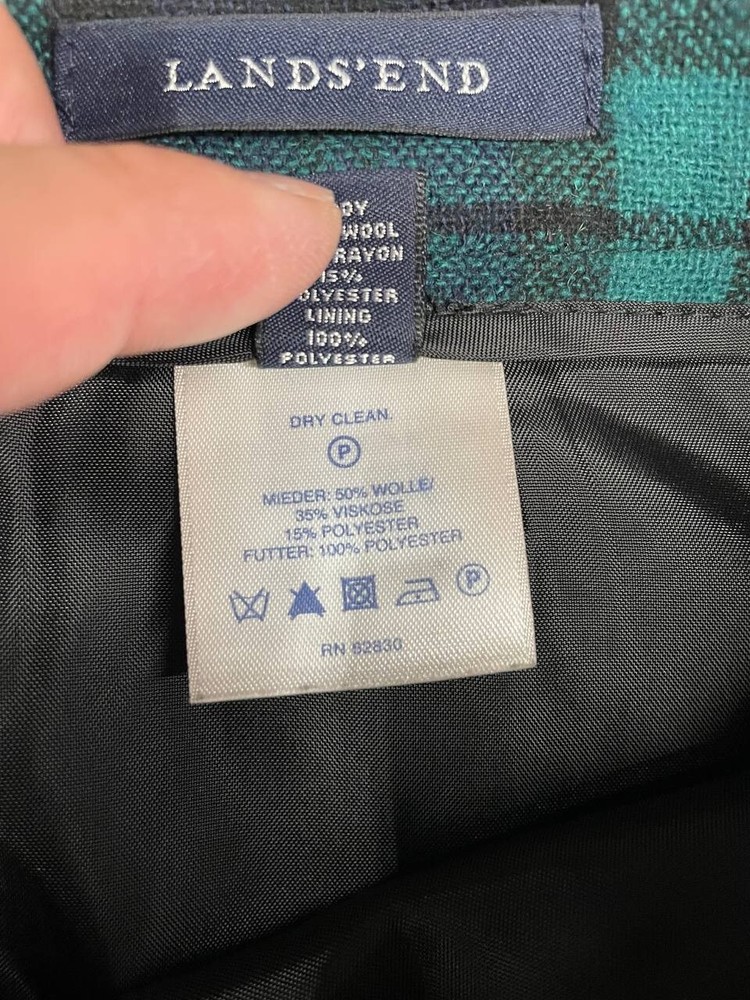 LANDS' END
WOOL
RAYON
15%
OLYESTER
LINING
100%
POLYESTER
DRY CLEAN.
P
MIEDER: 50% WOLLE/
35% VISKOSE
15% POLYESTER
FUTTER: 100% POLYESTER
P
RN 62830